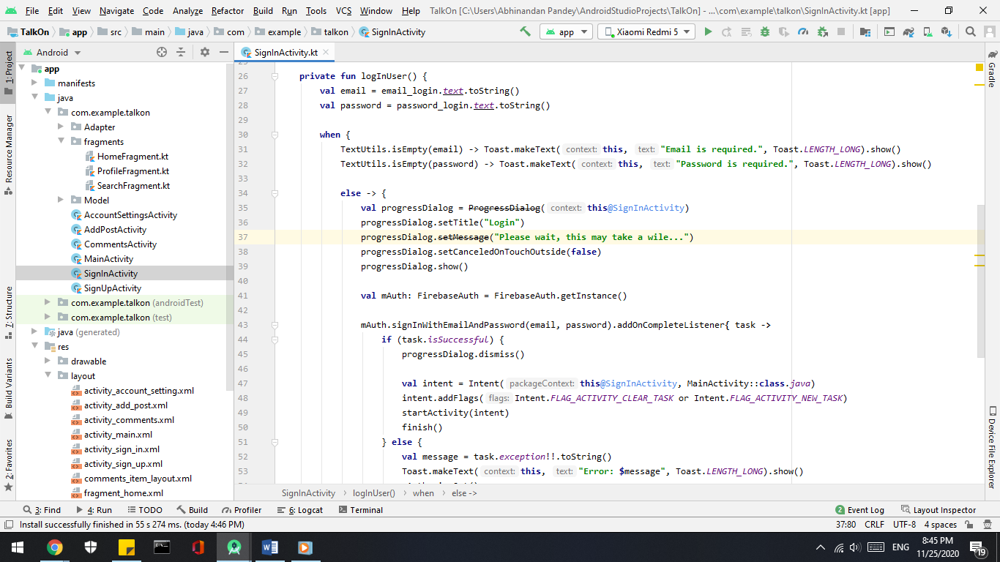 File Edit View Navigate Code Analyze Refactor Build Run Tools VCS Window Help TalkOn [C:\Users\Abhinandan Pandey\AndroidStudioProjects\TalkOn] - ...\com\example\talkon\SignInActivity.kt [app]
TalkOn app src main java com example talkon SignInActivity app Xiaomi Redmi 5
Android SignInActivity.kt
1: Project
Resource Manager
7: Structure
Build Variants
2: Favorites
app
manifests
java
com.example.talkon
Adapter
fragments
HomeFragment.kt
ProfileFragment.kt
SearchFragment.kt
Model
AccountSettingsActivity
AddPostActivity
CommentsActivity
MainActivity
SignInActivity
SignUpActivity
com.example.talkon (androidTest)
com.example.talkon (test)
java (generated)
res
drawable
layout
activity_account_setting.xml
activity_add_post.xml
activity_comments.xml
activity_main.xml
activity_sign_in.xml
activity_sign_up.xml
comments_item_layout.xml
fragment_home.xml
26 private fun logInUser() {
27 val email = email_login.text.toString()
28 val password = password_login.text.toString()
29
30 when {
31 TextUtils.isEmpty(email) -> Toast.makeText( context: this, text: "Email is required.", Toast.LENGTH_LONG).show()
32 TextUtils.isEmpty(password) -> Toast.makeText( context: this, text: "Password is required.", Toast.LENGTH_LONG).show()
33
34 else -> {
35 val progressDialog = ProgressDialog( context: this@SignInActivity)
36 progressDialog.setTitle("Login")
37 progressDialog.setMessage("Please wait, this may take a wile...")
38 progressDialog.setCanceledOnTouchOutside(false)
39 progressDialog.show()
40
41 val mAuth: FirebaseAuth = FirebaseAuth.getInstance()
42
43 mAuth.signInWithEmailAndPassword(email, password).addOnCompleteListener{ task ->
44 if (task.isSuccessful) {
45 progressDialog.dismiss()
46
47 val intent = Intent( packageContext: this@SignInActivity, MainActivity::class.java)
48 intent.addFlags( flags: Intent.FLAG_ACTIVITY_CLEAR_TASK or Intent.FLAG_ACTIVITY_NEW_TASK)
49 startActivity(intent)
50 finish()
51 } else {
52 val message = task.exception!!.toString()
53 Toast.makeText( context: this, text: "Error: $message", Toast.LENGTH_LONG).show()
Gradle
Device File Explorer
SignInActivity logInUser() when else ->
3: Find 4: Run TODO Build Profiler 6: Logcat Terminal 2 Event Log Layout Inspector
Install successfully finished in 55 s 274 ms. (today 4:46 PM) 37:80 CRLF UTF-8 4 spaces
W ENG 8:45 PM
11/25/2020 19